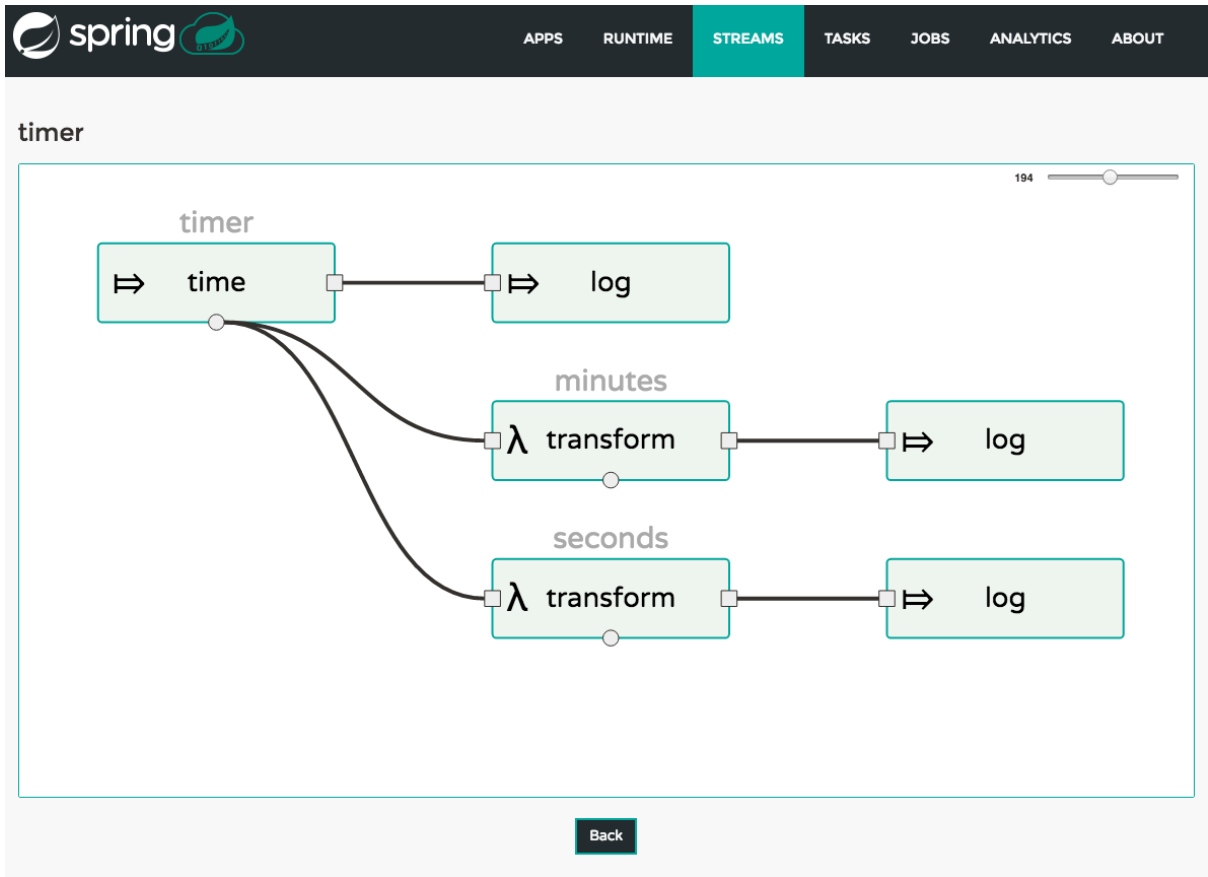 spring
APPS RUNTIME STREAMS TASKS JOBS ANALYTICS ABOUT
timer
194
timer
time log
minutes
λ transform log
seconds
λ transform log
Back